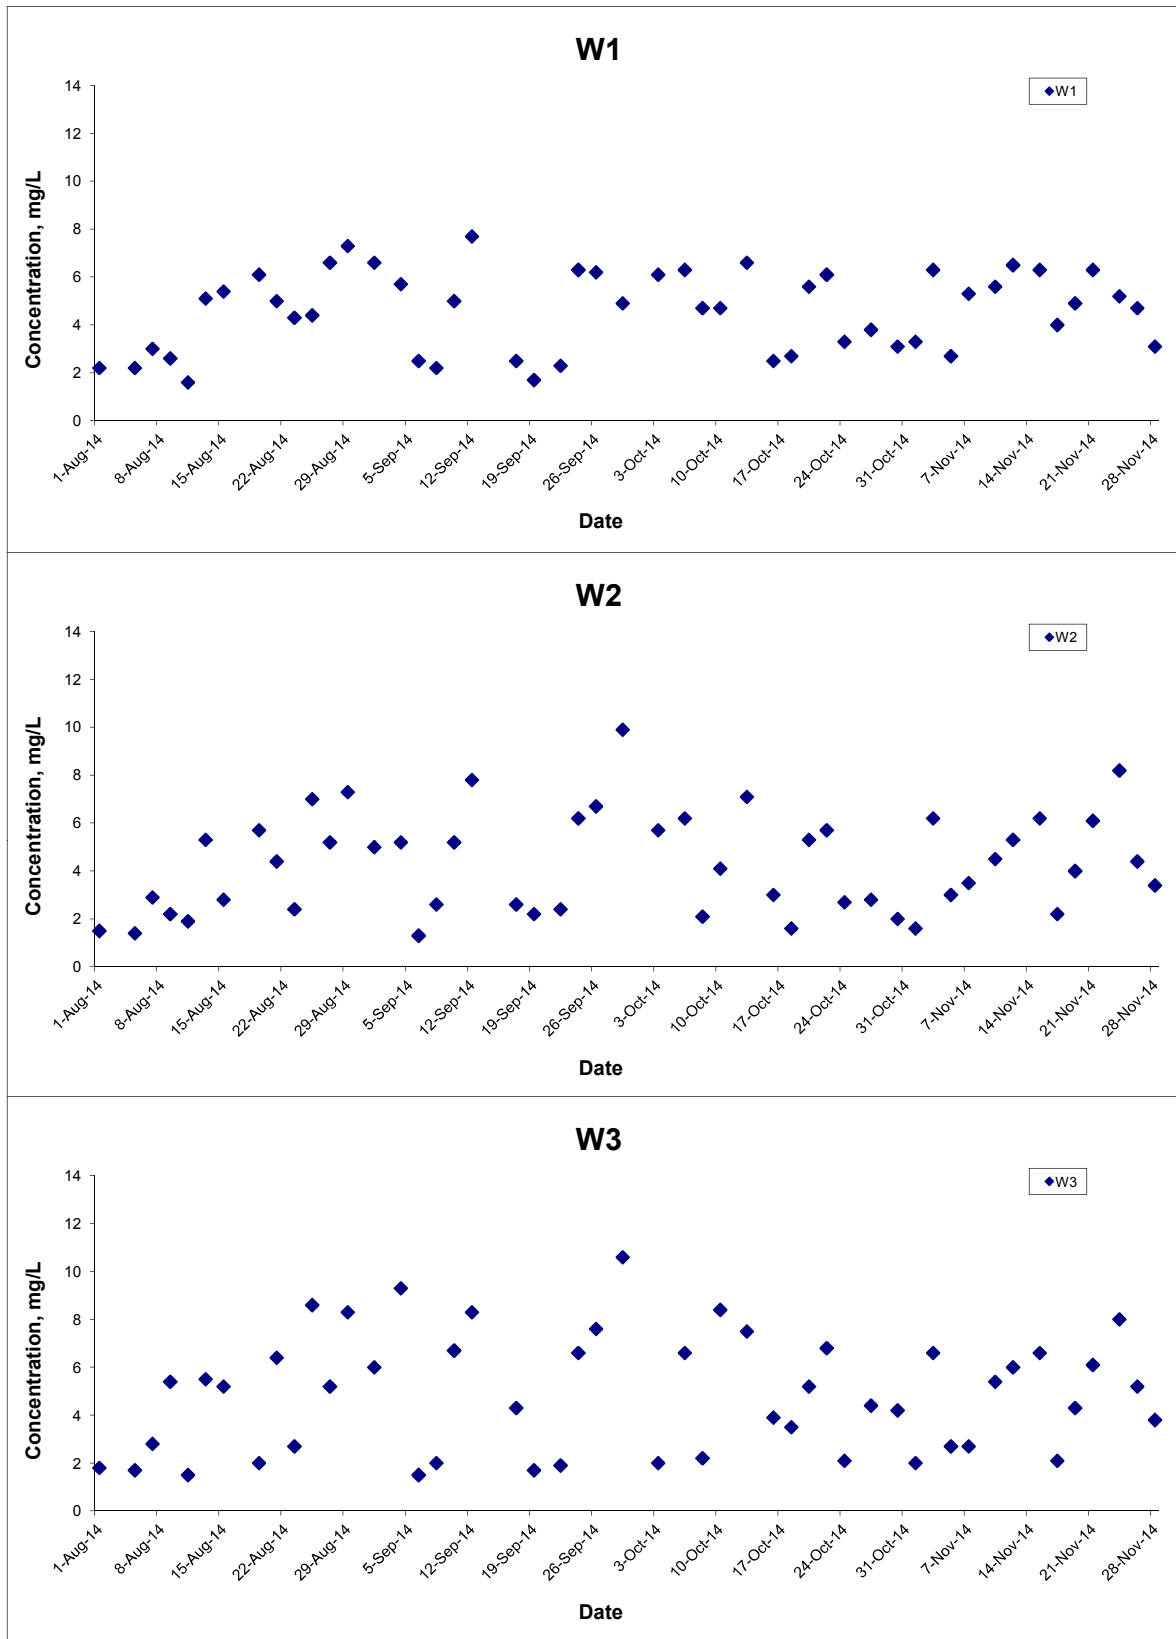 W1
W1
14
12
10
8
6
4
2
0
Concentration, mg/L
1-Aug-14
8-Aug-14
15-Aug-14
22-Aug-14
29-Aug-14
5-Sep-14
12-Sep-14
19-Sep-14
26-Sep-14
3-Oct-14
10-Oct-14
17-Oct-14
24-Oct-14
31-Oct-14
7-Nov-14
14-Nov-14
21-Nov-14
28-Nov-14
Date
W2
W2
14
12
10
8
6
4
2
0
Concentration, mg/L
1-Aug-14
8-Aug-14
15-Aug-14
22-Aug-14
29-Aug-14
5-Sep-14
12-Sep-14
19-Sep-14
26-Sep-14
3-Oct-14
10-Oct-14
17-Oct-14
24-Oct-14
31-Oct-14
7-Nov-14
14-Nov-14
21-Nov-14
28-Nov-14
Date
W3
W3
14
12
10
8
6
4
2
0
Concentration, mg/L
1-Aug-14
8-Aug-14
15-Aug-14
22-Aug-14
29-Aug-14
5-Sep-14
12-Sep-14
19-Sep-14
26-Sep-14
3-Oct-14
10-Oct-14
17-Oct-14
24-Oct-14
31-Oct-14
7-Nov-14
14-Nov-14
21-Nov-14
28-Nov-14
Date